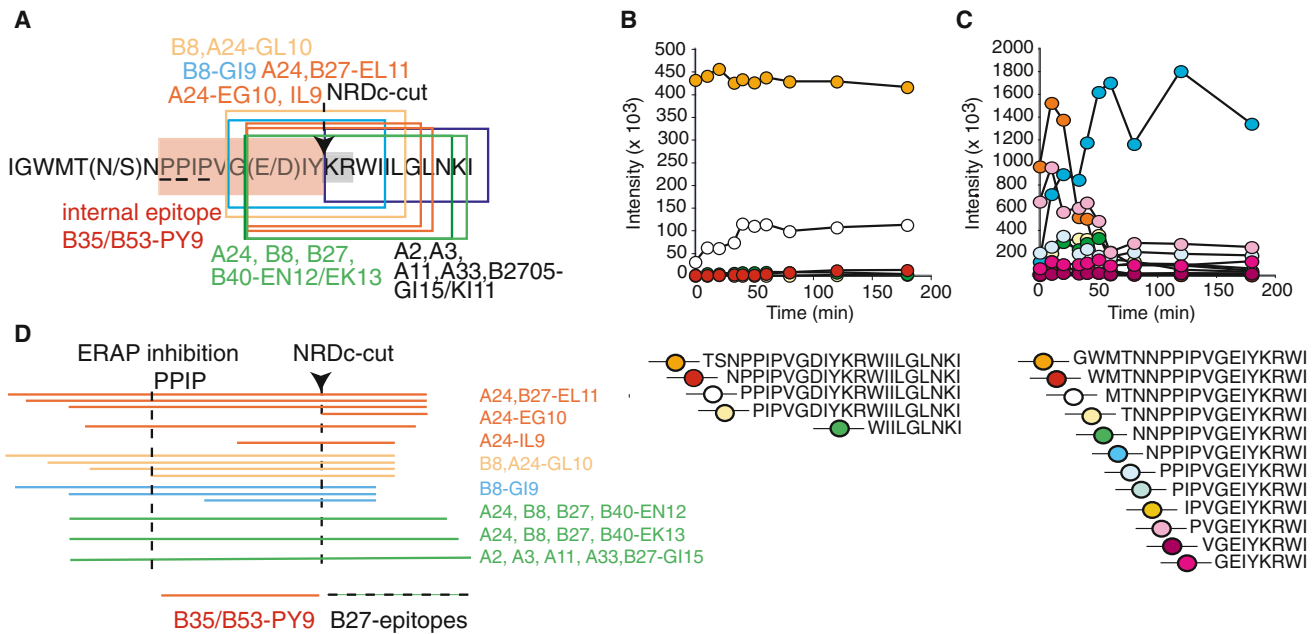 A
B8,A24-GL10
B8-GI9 A24,B27-EL11
A24-EG10, IL9 NRDc-cut
IGWMT(N/S)NPPIPVG(E/D)IYKRWIILGLNKI
internal epitope
B35/B53-PY9
A24, B8, B27,
B40-EN12/EK13
A2,A3,
A11,A33,B2705-
GI15/KI11
B
500
450
400
350
300
250
200
150
100
50
0
Intensity (x 10³)
0 50 100 150 200
Time (min)
TSNPPIPVGDIYKRWIILGLNKI
NPPIPVGDIYKRWIILGLNKI
PPIPVGDIYKRWIILGLNKI
PIPVGDIYKRWIILGLNKI
WIILGLNKI
C
2000
1800
1600
1400
1200
1000
800
600
400
200
Intensity (x 10³)
0 50 100 150 200
Time (min)
GWMTNNPPIPVGEIYKRWI
WMTNNPPIPVGEIYKRWI
MTNNPPIPVGEIYKRWI
TNNPPIPVGEIYKRWI
NNPPIPVGEIYKRWI
NPPIPVGEIYKRWI
PPIPVGEIYKRWI
PIPVGEIYKRWI
IPVGEIYKRWI
PVGEIYKRWI
VGEIYKRWI
GEIYKRWI
D
ERAP inhibition
PPIP
NRDc-cut
A24,B27-EL11
A24-EG10
A24-IL9
B8,A24-GL10
B8-GI9
A24, B8, B27, B40-EN12
A24, B8, B27, B40-EK13
A2, A3, A11, A33,B27-GI15
B35/B53-PY9
B27-epitopes